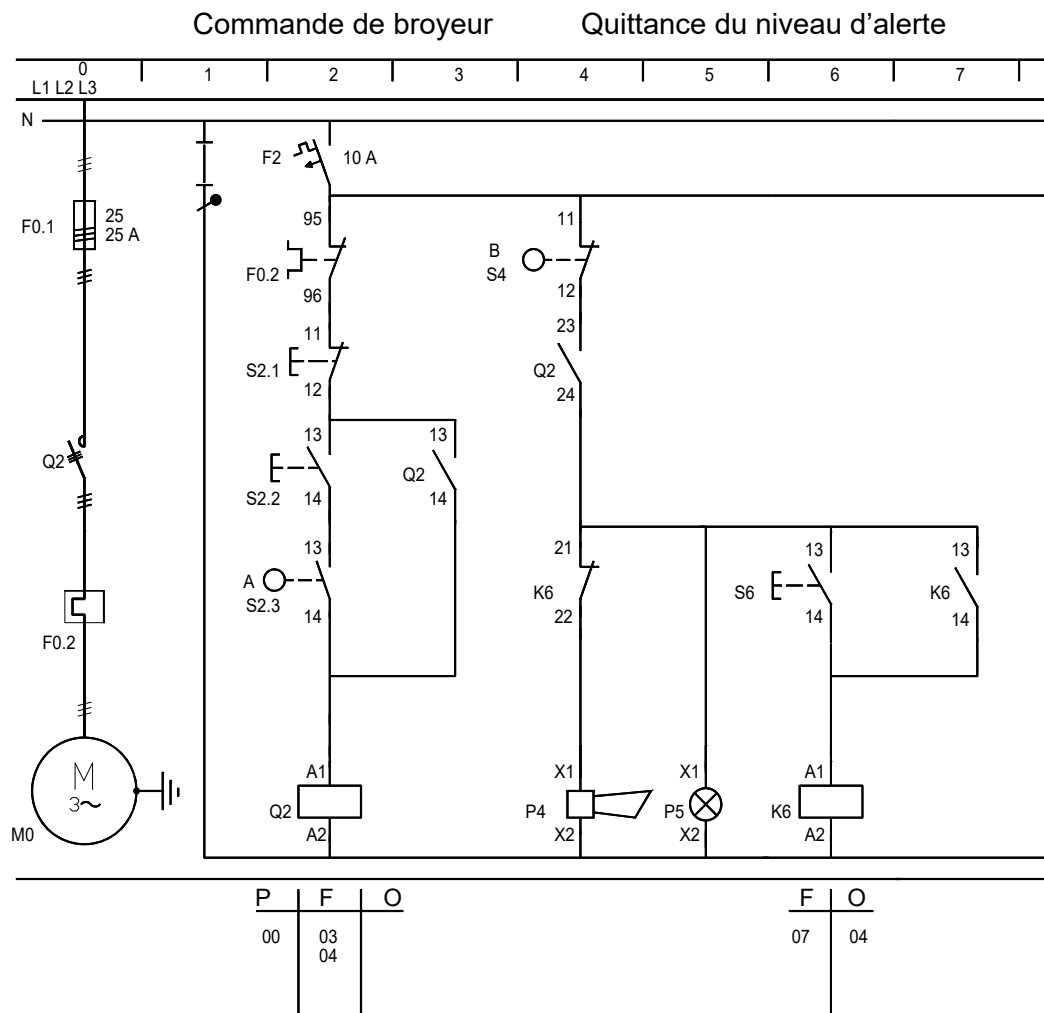 Commande de broyeur Quittance du niveau d'alerte
0 1 2 3 4 5 6 7
L1 L2 L3
N
F2 10 A
F0.1 25
25 A
95 11
F0.2 B
S4
96 12
11 23
S2.1 Q2
12 24
13 13
Q2 S2.2 Q2
14 14
13 21 13 13
A
S2.3 K6 S6 K6
14 22 14 14
F0.2
M
3~
M0
A1 X1 X1 A1
Q2 P4 P5 K6
A2 X2 X2 A2
P F O F O
00 03 07 04
04